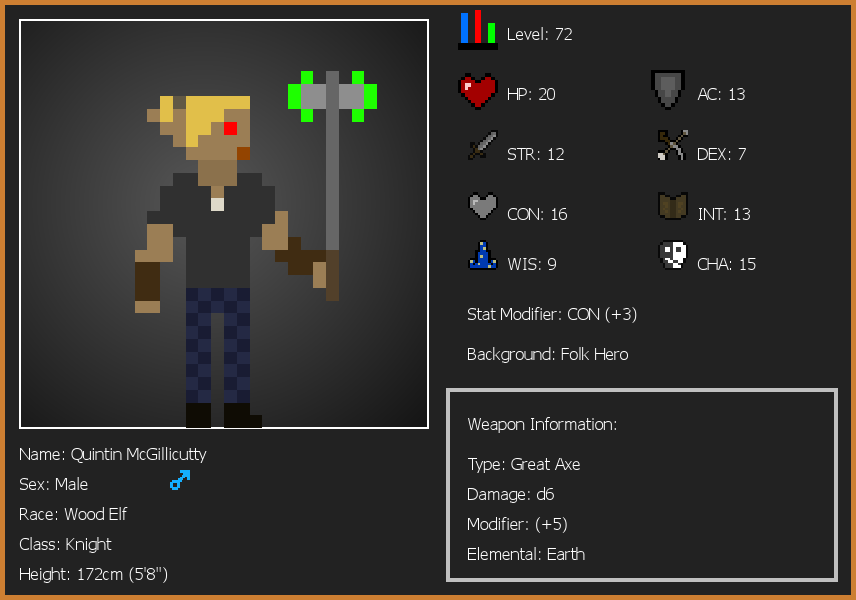 Level: 72
HP: 20
AC: 13
STR: 12
DEX: 7
CON: 16
INT: 13
WIS: 9
CHA: 15
Stat Modifier: CON (+3)
Background: Folk Hero
Weapon Information:
Type: Great Axe
Damage: d6
Modifier: (+5)
Elemental: Earth
Name: Quintin McGillicutty
Sex: Male
Race: Wood Elf
Class: Knight
Height: 172cm (5'8")